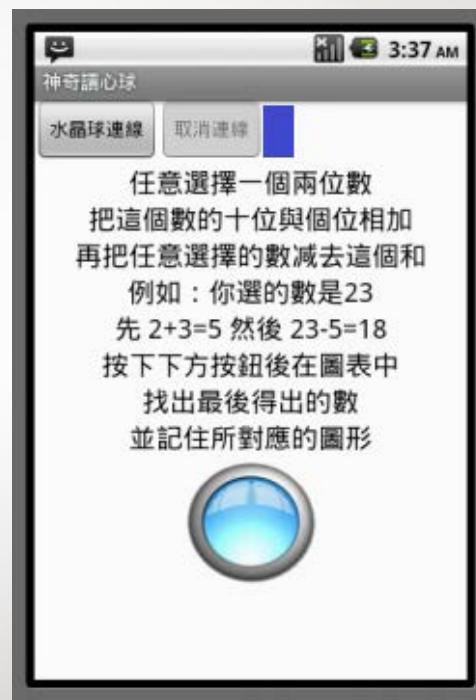 3:37 AM
神奇讀心球
水晶球連線 取消連線
任意選擇一個兩位數
把這個數的十位與個位相加
再把任意選擇的數減去這個和
例如：你選的數是23
先 2+3=5 然後 23-5=18
按下下方按鈕後在圖表中
找出最後得出的數
並記住所對應的圖形